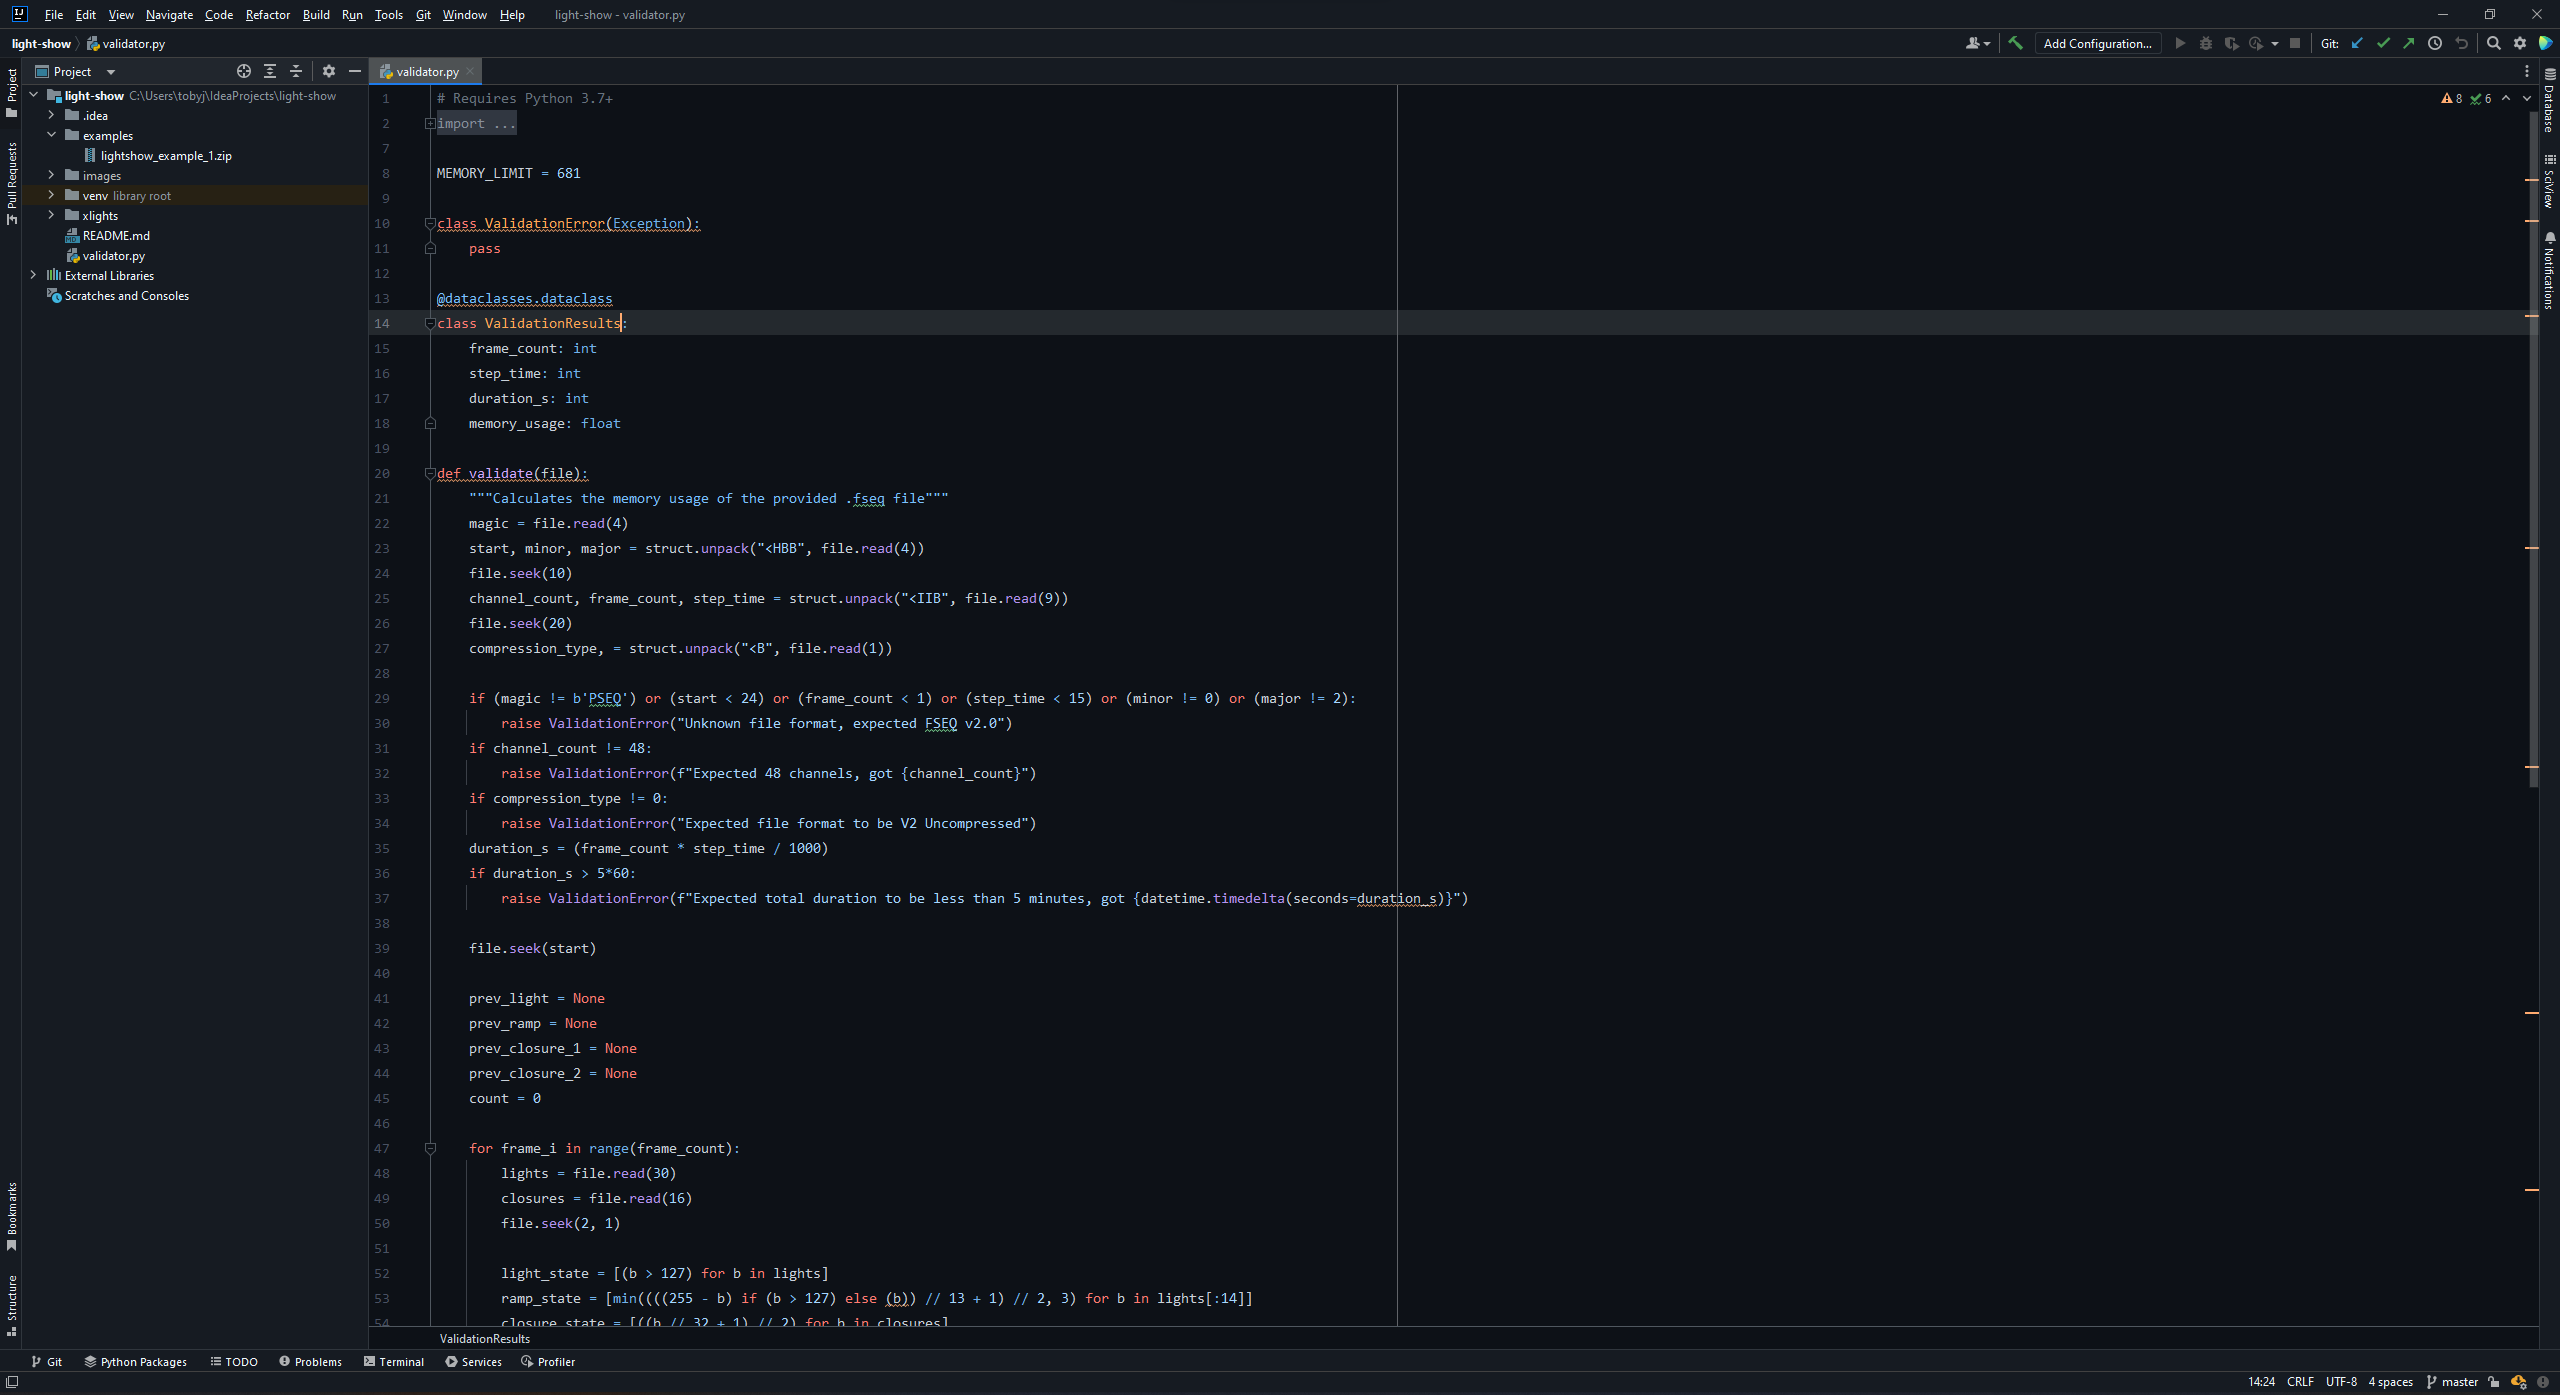 File Edit View Navigate Code Refactor Build Run Tools Git Window Help light-show - validator.py
light-show validator.py Add Configuration... Git:
Project validator.py
light-show C:\Users\tobyj\IdeaProjects\light-show
.idea
examples
lightshow_example_1.zip
images
venv library root
xlights
README.md
validator.py
External Libraries
Scratches and Consoles
Project
Pull Requests
Bookmarks
Structure
8 6
1 # Requires Python 3.7+
2 import ...
7
8 MEMORY_LIMIT = 681
9
10 class ValidationError(Exception):
11 pass
12
13 @dataclasses.dataclass
14 class ValidationResults:
15 frame_count: int
16 step_time: int
17 duration_s: int
18 memory_usage: float
19
20 def validate(file):
21 """Calculates the memory usage of the provided .fseq file"""
22 magic = file.read(4)
23 start, minor, major = struct.unpack("<HBB", file.read(4))
24 file.seek(10)
25 channel_count, frame_count, step_time = struct.unpack("<IIB", file.read(9))
26 file.seek(20)
27 compression_type, = struct.unpack("<B", file.read(1))
28
29 if (magic != b'PSEQ') or (start < 24) or (frame_count < 1) or (step_time < 15) or (minor != 0) or (major != 2):
30 raise ValidationError("Unknown file format, expected FSEQ v2.0")
31 if channel_count != 48:
32 raise ValidationError(f"Expected 48 channels, got {channel_count}")
33 if compression_type != 0:
34 raise ValidationError("Expected file format to be V2 Uncompressed")
35 duration_s = (frame_count * step_time / 1000)
36 if duration_s > 5*60:
37 raise ValidationError(f"Expected total duration to be less than 5 minutes, got {datetime.timedelta(seconds=duration_s)}")
38
39 file.seek(start)
40
41 prev_light = None
42 prev_ramp = None
43 prev_closure_1 = None
44 prev_closure_2 = None
45 count = 0
46
47 for frame_i in range(frame_count):
48 lights = file.read(30)
49 closures = file.read(16)
50 file.seek(2, 1)
51
52 light_state = [(b > 127) for b in lights]
53 ramp_state = [min((((255 - b) if (b > 127) else (b)) // 13 + 1) // 2, 3) for b in lights[:14]]
54 closure_state = [((b // 32 + 1) // 2) for b in closures]
Database
SciView
Notifications
ValidationResults
Git Python Packages TODO Problems Terminal Services Profiler
14:24 CRLF UTF-8 4 spaces master